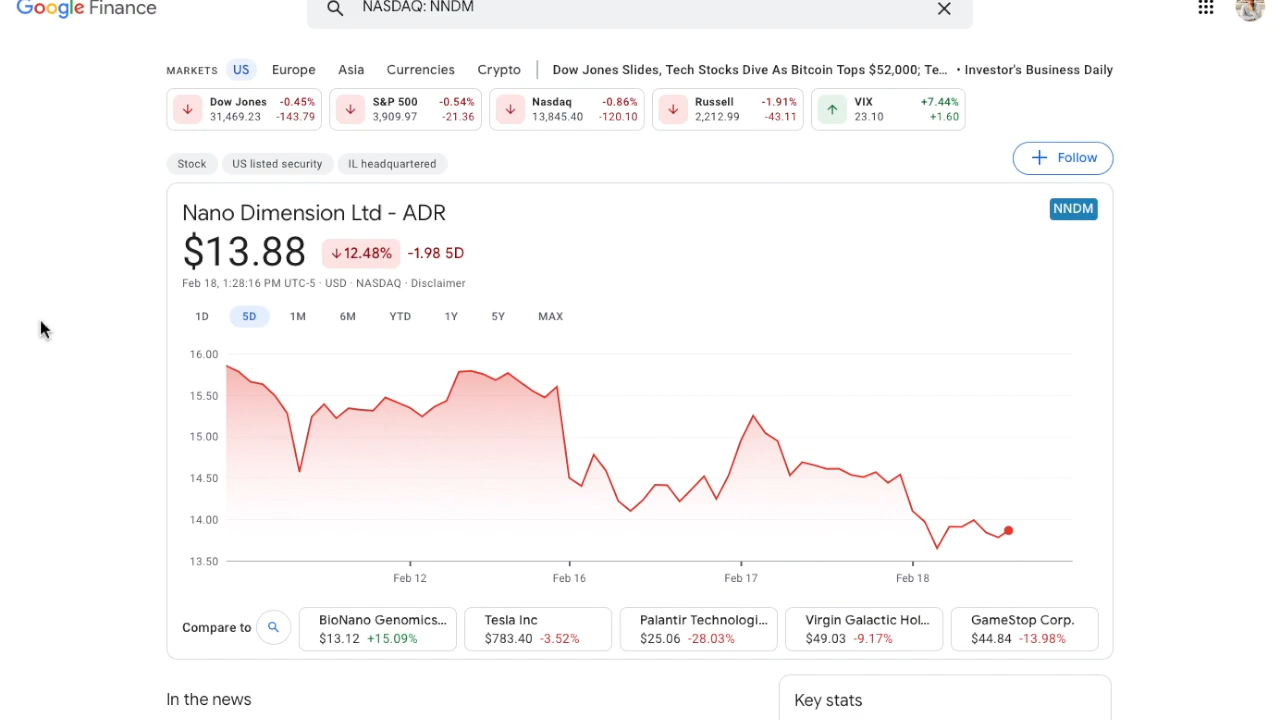 Google Finance
NASDAQ: NNDM
MARKETS US Europe Asia Currencies Crypto Dow Jones Slides, Tech Stocks Dive As Bitcoin Tops $52,000; Te... • Investor's Business Daily
Dow Jones -0.45% S&P 500 -0.54% Nasdaq -0.86% Russell -1.91% VIX +7.44%
31,469.23 -143.79 3,909.97 -21.36 13,845.40 -120.10 2,212.99 -43.11 23.10 +1.60
Stock US listed security IL headquartered + Follow
Nano Dimension Ltd - ADR NNDM
$13.88 ↓12.48% -1.98 5D
Feb 18, 1:28:16 PM UTC-5 · USD · NASDAQ · Disclaimer
1D 5D 1M 6M YTD 1Y 5Y MAX
16.00
15.50
15.00
14.50
14.00
13.50
Feb 12 Feb 16 Feb 17 Feb 18
Compare to
BioNano Genomics... Tesla Inc Palantir Technologi... Virgin Galactic Hol... GameStop Corp.
$13.12 +15.09% $783.40 -3.52% $25.06 -28.03% $49.03 -9.17% $44.84 -13.98%
In the news Key stats